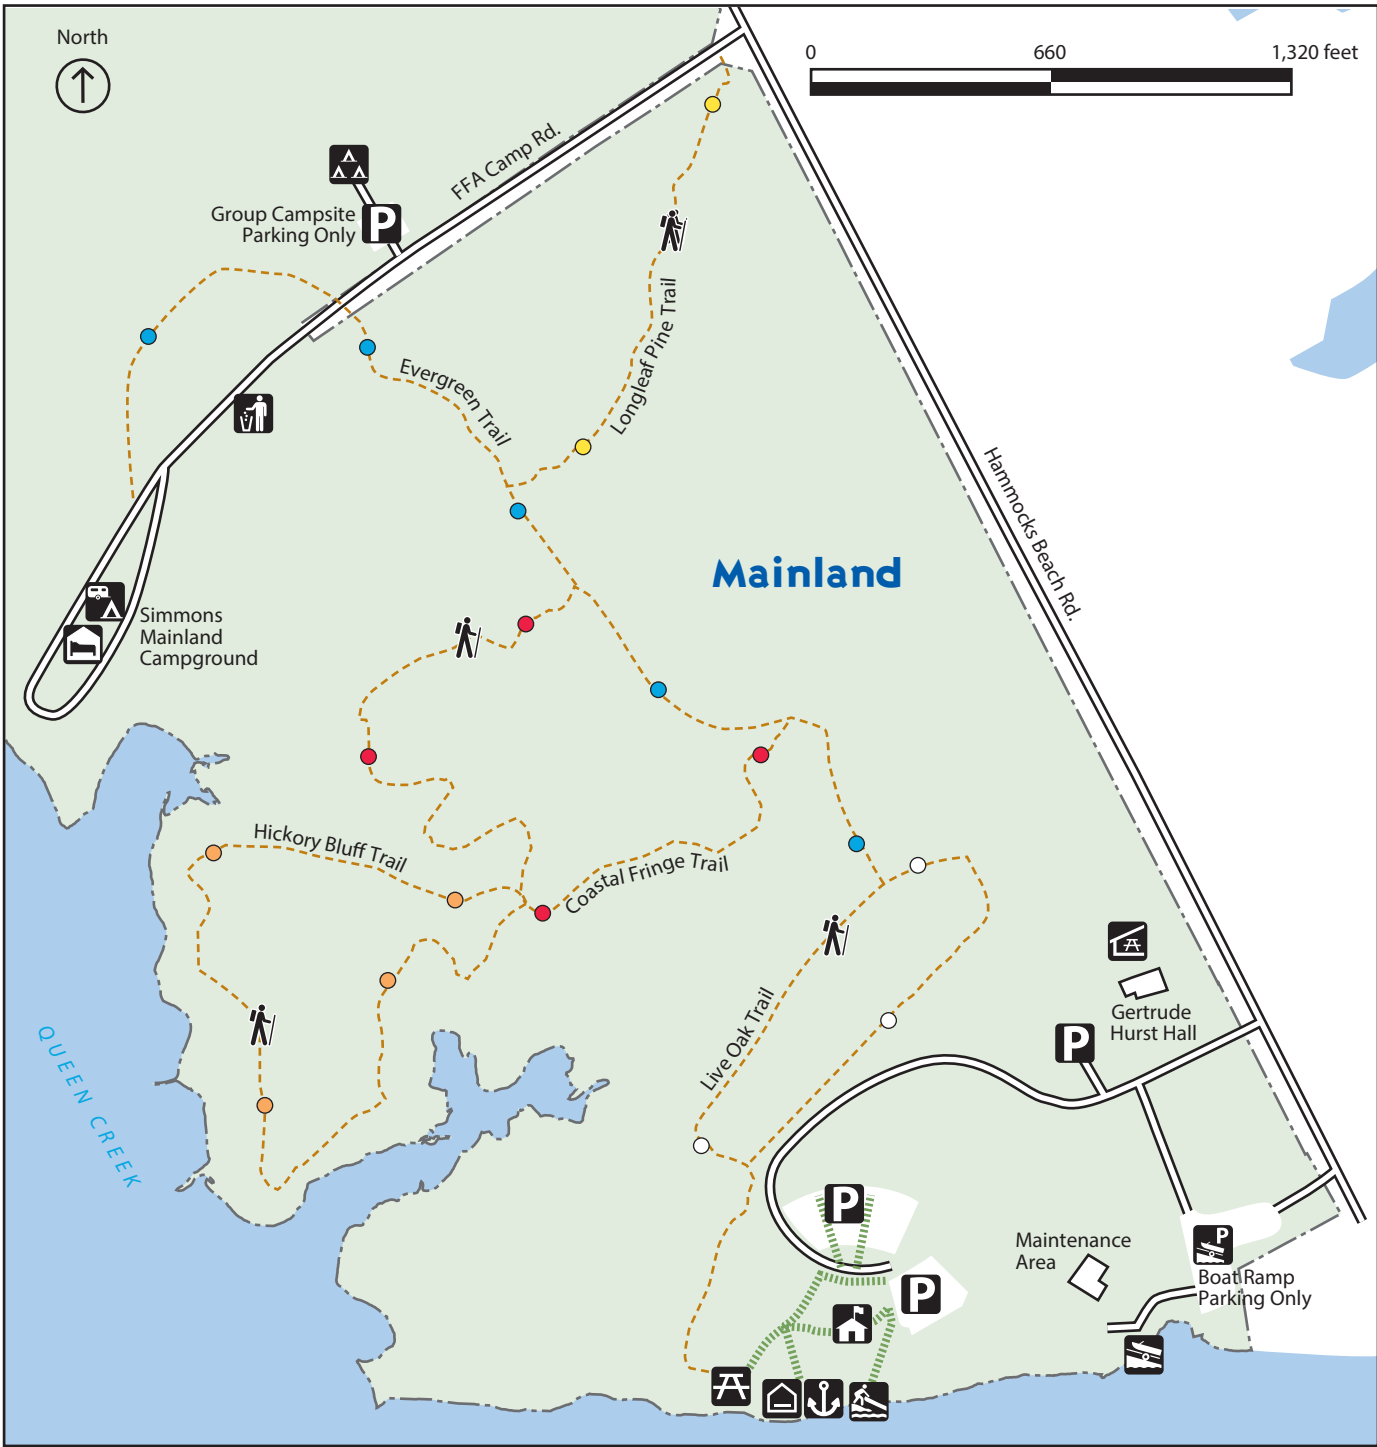 North
0 660 1,320 feet
FFA Camp Rd.
Group Campsite
Parking Only
P
Longleaf Pine Trail
Evergreen Trail
Hammocks Beach Rd.
Mainland
Simmons
Mainland
Campground
Hickory Bluff Trail
Coastal Fringe Trail
Live Oak Trail
Gertrude
Hurst Hall
P
QUEEN CREEK
P
Maintenance
Area
P
Boat Ramp
Parking Only
P